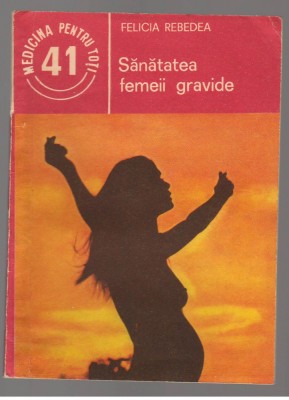 MEDICINA PENTRU TOȚI
41
FELICIA REBEDEA
Sănătatea
femeii gravide